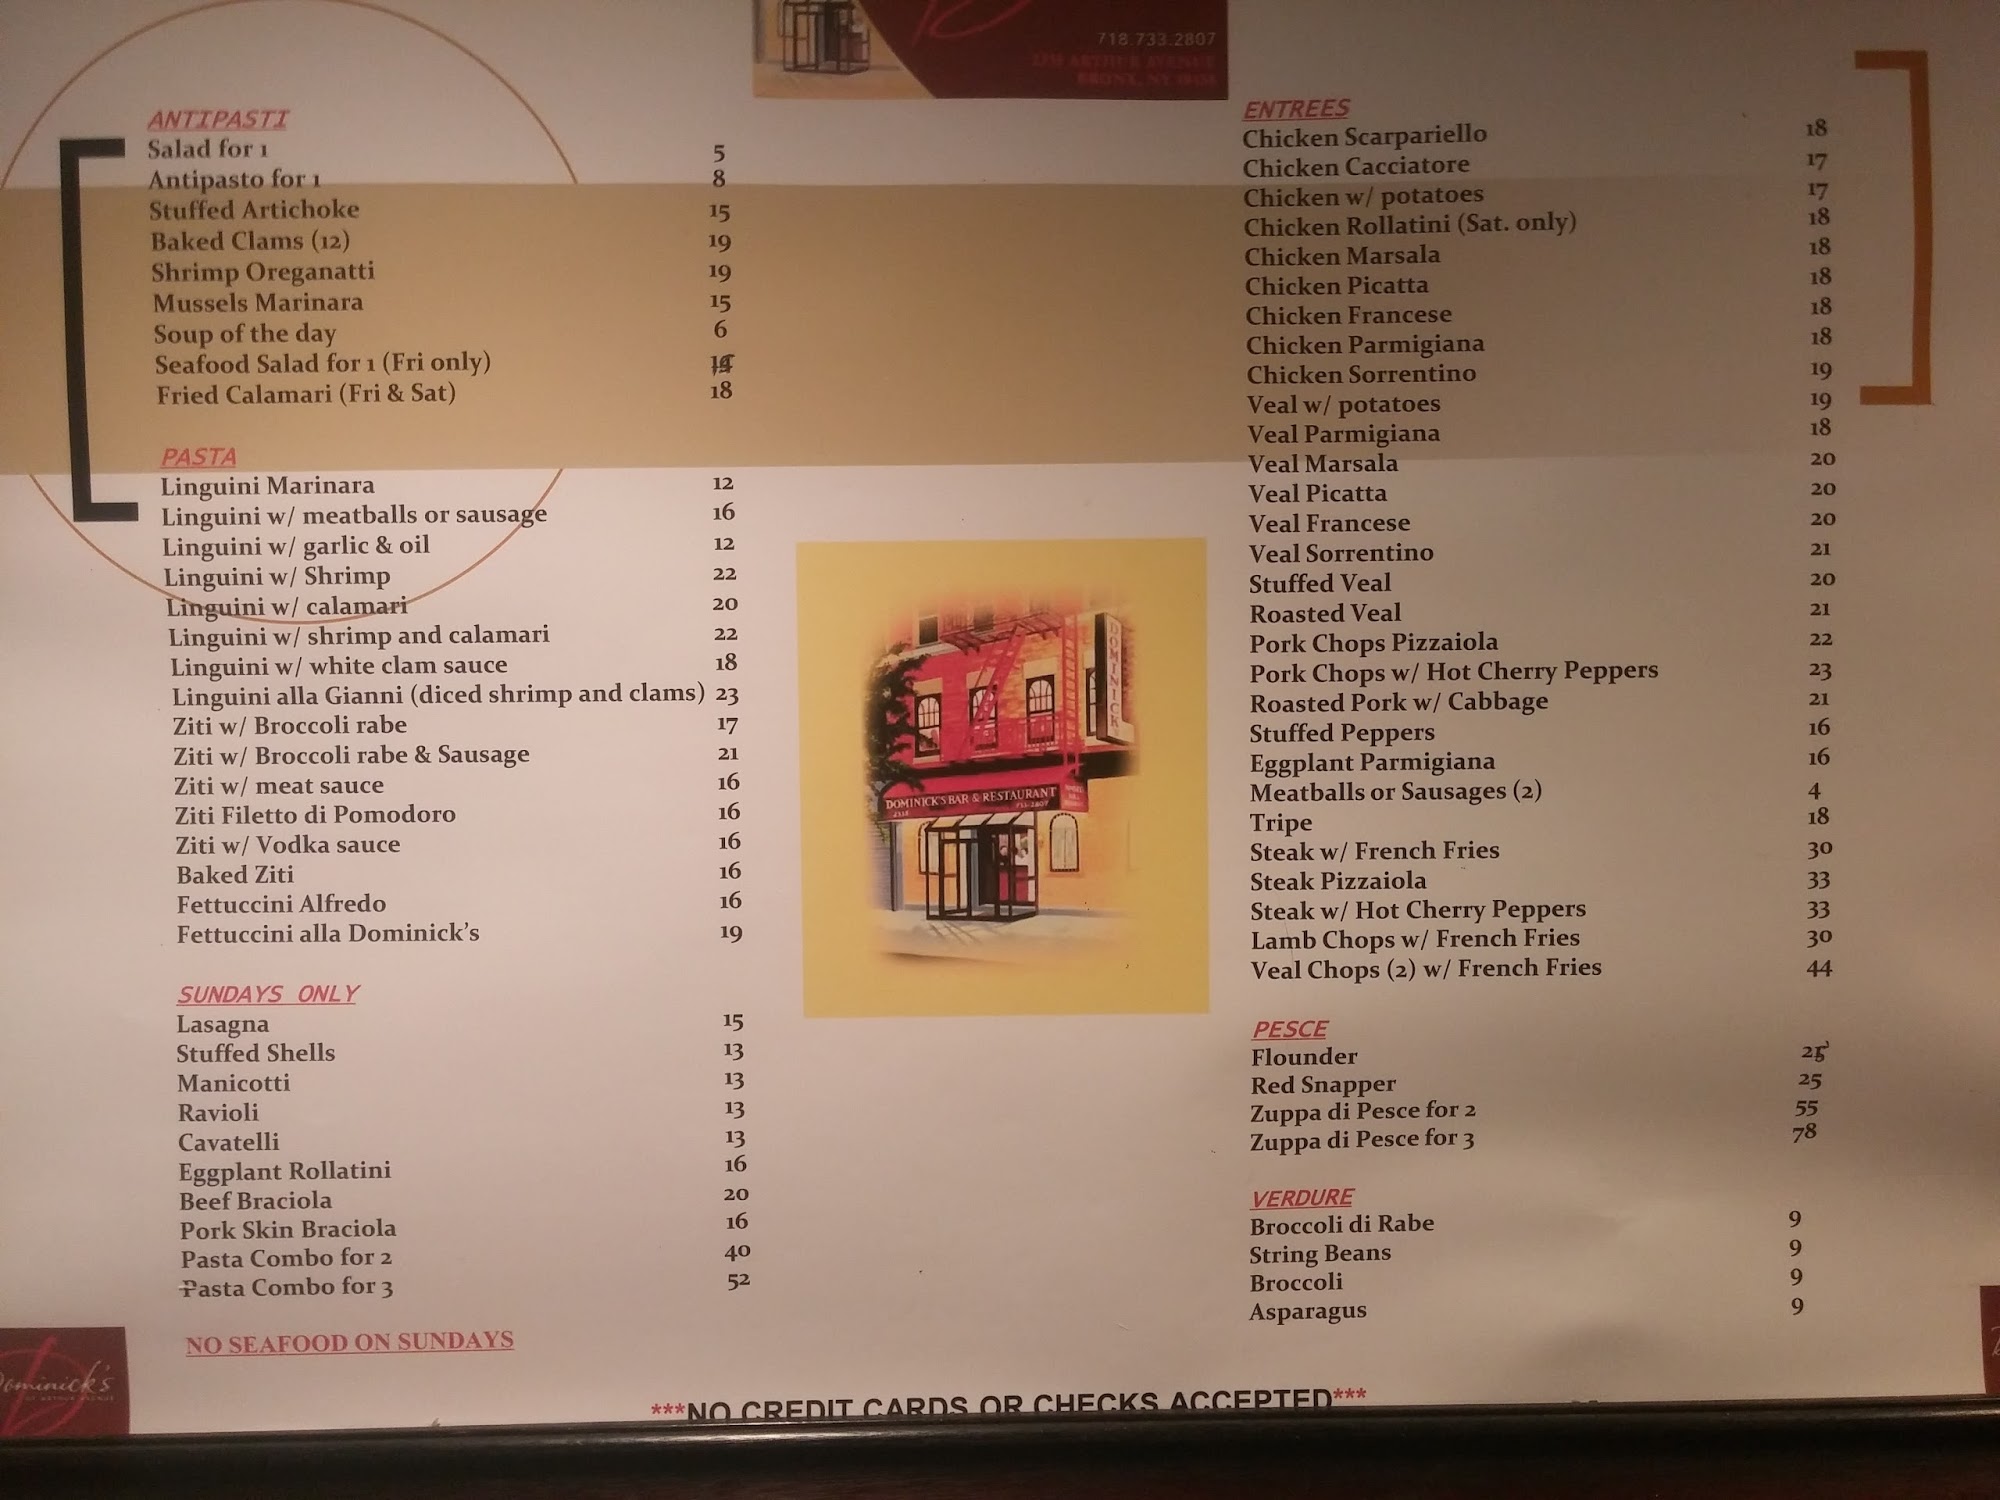 718.733.2807
ARTHUR AVENUE
BRONX, NY
ANTIPASTI
Salad for 1 5
Antipasto for 1 8
Stuffed Artichoke 15
Baked Clams (12) 19
Shrimp Oreganatti 19
Mussels Marinara 15
Soup of the day 6
Seafood Salad for 1 (Fri only)
Fried Calamari (Fri & Sat) 18
PASTA
Linguini Marinara 12
Linguini w/ meatballs or sausage 16
Linguini w/ garlic & oil 12
Linguini w/ Shrimp 22
Linguini w/ calamari 20
Linguini w/ shrimp and calamari 22
Linguini w/ white clam sauce 18
Linguini alla Gianni (diced shrimp and clams) 23
Ziti w/ Broccoli rabe 17
Ziti w/ Broccoli rabe & Sausage 21
Ziti w/ meat sauce 16
Ziti Filetto di Pomodoro 16
Ziti w/ Vodka sauce 16
Baked Ziti 16
Fettuccini Alfredo 16
Fettuccini alla Dominick's 19
SUNDAYS ONLY
Lasagna 15
Stuffed Shells 13
Manicotti 13
Ravioli 13
Cavatelli 13
Eggplant Rollatini 16
Beef Braciola 20
Pork Skin Braciola 16
Pasta Combo for 2 40
Pasta Combo for 3 52
NO SEAFOOD ON SUNDAYS
DOMINICK
DOMINICK'S BAR & RESTAURANT
733-2807
ENTREES
Chicken Scarpariello 18
Chicken Cacciatore 17
Chicken w/ potatoes 17
Chicken Rollatini (Sat. only) 18
Chicken Marsala 18
Chicken Picatta 18
Chicken Francese 18
Chicken Parmigiana 18
Chicken Sorrentino 19
Veal w/ potatoes 19
Veal Parmigiana 18
Veal Marsala 20
Veal Picatta 20
Veal Francese 20
Veal Sorrentino 21
Stuffed Veal 20
Roasted Veal 21
Pork Chops Pizzaiola 22
Pork Chops w/ Hot Cherry Peppers 23
Roasted Pork w/ Cabbage 21
Stuffed Peppers 16
Eggplant Parmigiana 16
Meatballs or Sausages (2) 4
Tripe 18
Steak w/ French Fries 30
Steak Pizzaiola 33
Steak w/ Hot Cherry Peppers 33
Lamb Chops w/ French Fries 30
Veal Chops (2) w/ French Fries 44
PESCE
Flounder 25
Red Snapper 25
Zuppa di Pesce for 2 55
Zuppa di Pesce for 3 78
VERDURE
Broccoli di Rabe 9
String Beans 9
Broccoli 9
Asparagus 9
Dominick's
***NO CREDIT CARDS OR CHECKS ACCEPTED***